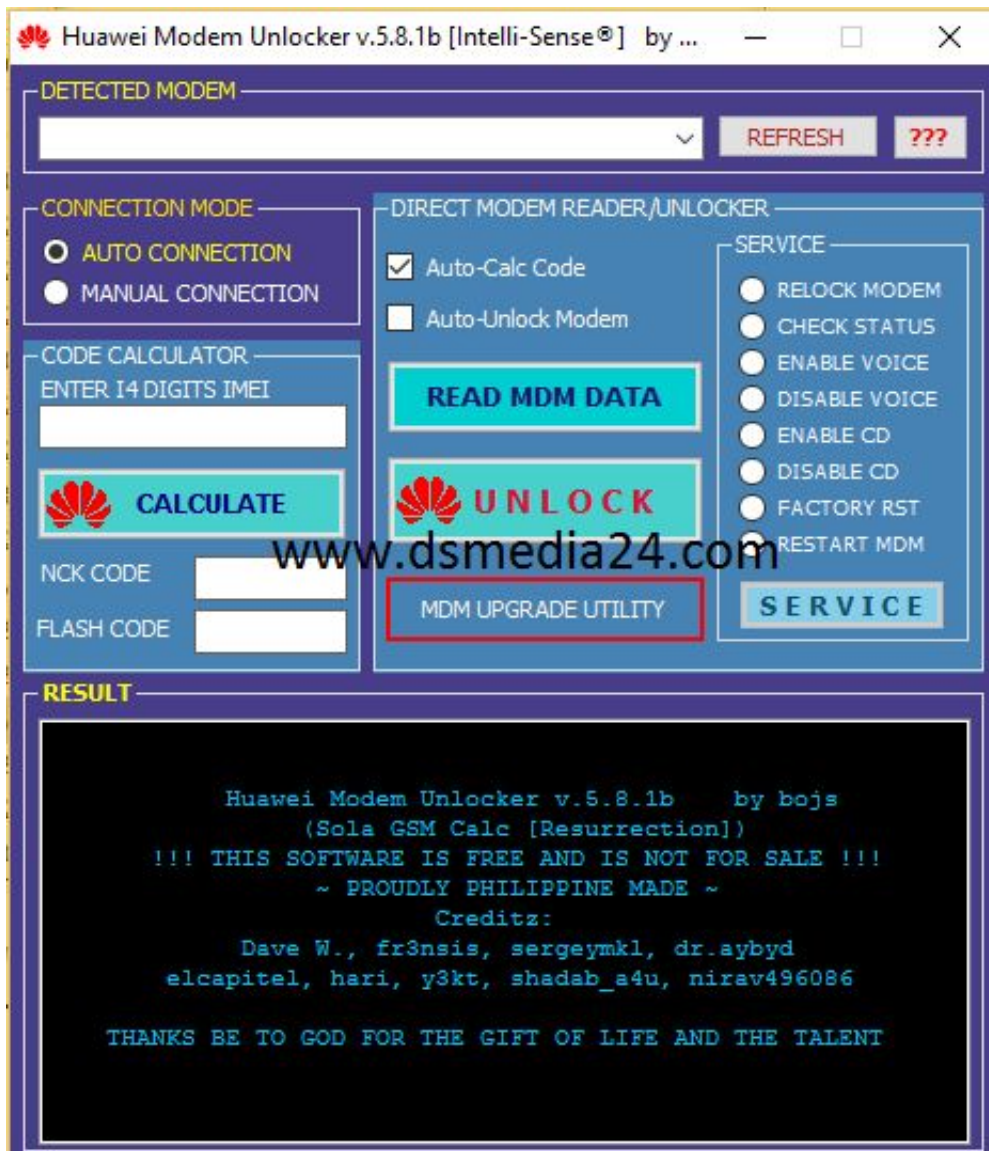 Huawei Modem Unlocker v.5.8.1b [Intelli-Sense®] by ...
DETECTED MODEM
REFRESH
???
CONNECTION MODE
AUTO CONNECTION
MANUAL CONNECTION
CODE CALCULATOR
ENTER 14 DIGITS IMEI
CALCULATE
NCK CODE
FLASH CODE
DIRECT MODEM READER/UNLOCKER
Auto-Calc Code
Auto-Unlock Modem
READ MDM DATA
UNLOCK
MDM UPGRADE UTILITY
SERVICE
RELOCK MODEM
CHECK STATUS
ENABLE VOICE
DISABLE VOICE
ENABLE CD
DISABLE CD
FACTORY RST
RESTART MDM
SERVICE
www.dsmedia24.com
RESULT
Huawei Modem Unlocker v.5.8.1b by bojs
(Sola GSM Calc [Resurrection])
!!! THIS SOFTWARE IS FREE AND IS NOT FOR SALE !!!
~ PROUDLY PHILIPPINE MADE ~
Creditz:
Dave W., fr3nsis, sergeymkl, dr.aybyd
elcapitel, hari, y3kt, shadab_a4u, nirav496086
THANKS BE TO GOD FOR THE GIFT OF LIFE AND THE TALENT